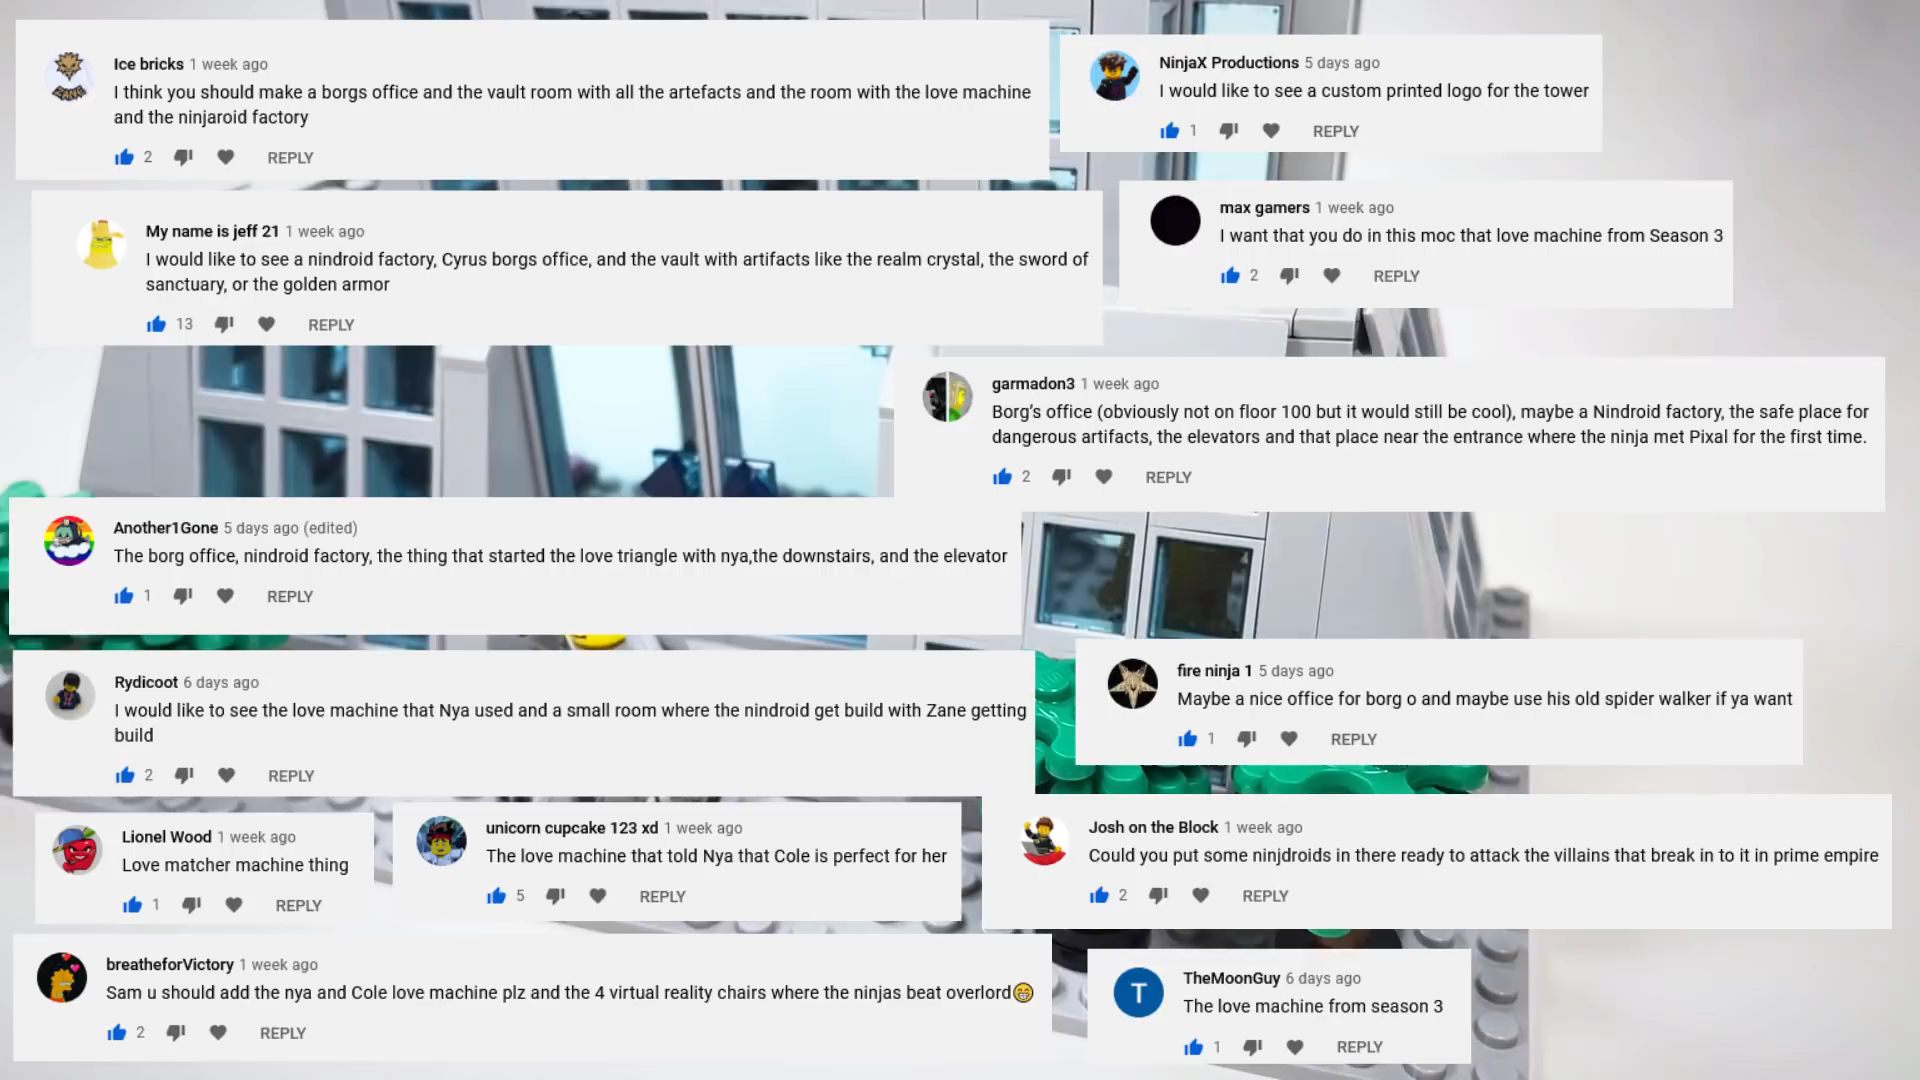 Ice bricks 1 week ago
I think you should make a borgs office and the vault room with all the artefacts and the room with the love machine
and the ninjaroid factory
2 REPLY
NinjaX Productions 5 days ago
I would like to see a custom printed logo for the tower
1 REPLY
My name is jeff 21 1 week ago
I would like to see a nindroid factory, Cyrus borgs office, and the vault with artifacts like the realm crystal, the sword of
sanctuary, or the golden armor
13 REPLY
max gamers 1 week ago
I want that you do in this moc that love machine from Season 3
2 REPLY
garmadon3 1 week ago
Borg's office (obviously not on floor 100 but it would still be cool), maybe a Nindroid factory, the safe place for
dangerous artifacts, the elevators and that place near the entrance where the ninja met Pixal for the first time.
2 REPLY
Another1Gone 5 days ago (edited)
The borg office, nindroid factory, the thing that started the love triangle with nya,the downstairs, and the elevator
1 REPLY
Rydicoot 6 days ago
I would like to see the love machine that Nya used and a small room where the nindroid get build with Zane getting
build
2 REPLY
fire ninja 1 5 days ago
Maybe a nice office for borg o and maybe use his old spider walker if ya want
1 REPLY
Lionel Wood 1 week ago
Love matcher machine thing
1 REPLY
unicorn cupcake 123 xd 1 week ago
The love machine that told Nya that Cole is perfect for her
5 REPLY
Josh on the Block 1 week ago
Could you put some ninjdroids in there ready to attack the villains that break in to it in prime empire
2 REPLY
breatheforVictory 1 week ago
Sam u should add the nya and Cole love machine plz and the 4 virtual reality chairs where the ninjas beat overlord😁
2 REPLY
T
TheMoonGuy 6 days ago
The love machine from season 3
1 REPLY
ZANE